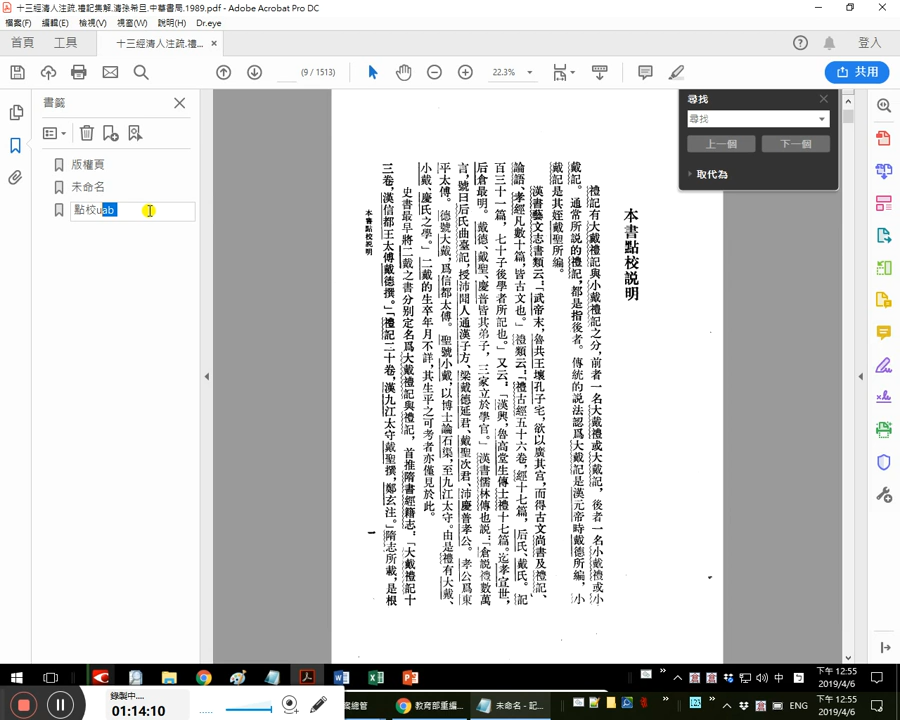 十三經清人注疏.禮記集解.清孫希旦.中華書局.1989.pdf - Adobe Acrobat Pro DC
檔案(F) 編輯(E) 檢視(V) 視窗(W) 說明(H) Dr.eye
首頁 工具 十三經清人注疏.禮... × 登入
(9 / 1513) 22.3% 共用
書籤
版權頁
未命名
點校uab
尋找
尋找
上一個 下一個
取代為
本書點校説明
禮記有大戴禮記與小戴禮記之分,前者一名大戴禮或大戴記,後者一名小戴禮或小
戴記。通常所説的禮記,都是指後者。傳統的説法認爲大戴記是漢元帝時戴德所編,小
戴記是其姪戴聖所編。
漢書藝文志書類云:「武帝末,魯共王壞孔子宅,欲以廣其宮,而得古文尚書及禮記、
論語、孝經凡數十篇,皆古文也。」禮類云:「禮古經五十六卷,經十七篇,后氏、戴氏。記
百三十一篇,七十子後學者所記也。」又云:「漢興,魯高堂生傳士禮十七篇。迄孝宣世,
后倉最明。戴德、戴聖、慶普皆其弟子,三家立於學官。」漢書儒林傳也説:「倉説禮數萬
言,號曰后氏曲臺記,授沛聞人通漢子方、梁戴德延君、戴聖次君、沛慶普孝公。孝公爲東
平太傅。德號大戴,爲信都太傅。聖號小戴,以博士論石渠,至九江太守。由是禮有大戴、
小戴、慶氏之學。」二戴的生卒年月不詳,其生平之可考者亦僅見於此。
史書最早將二戴之書分別定名爲大戴禮記與禮記,首推隋書經籍志:「大戴禮記十
三卷,漢信都王太傅戴德撰。」「禮記二十卷,漢九江太守戴聖撰,鄭玄注。」隋志所載,是根
本書點校説明
一
下午 12:55
2019/4/6
錄製中....
01:14:10
案總管 教育部重編... 未命名 - 記...
ENG
下午 12:55
2019/4/6